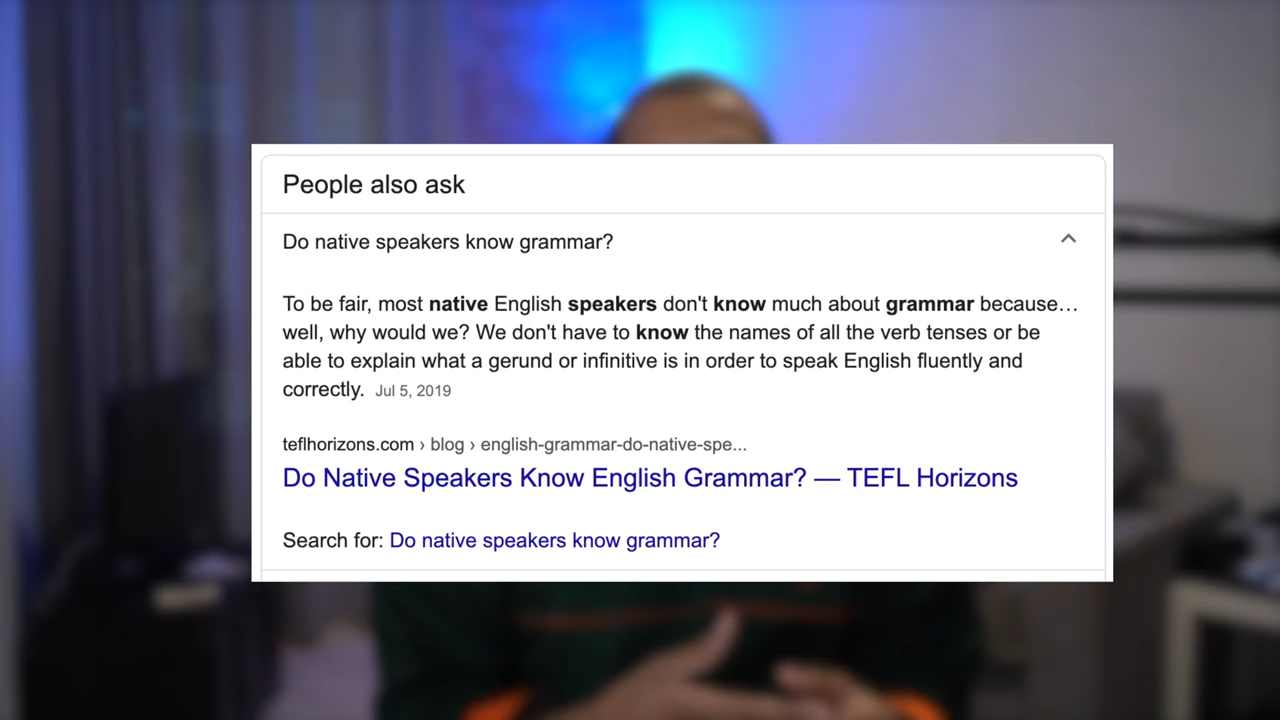 People also ask
Do native speakers know grammar?
To be fair, most native English speakers don't know much about grammar because…
well, why would we? We don't have to know the names of all the verb tenses or be
able to explain what a gerund or infinitive is in order to speak English fluently and
correctly. Jul 5, 2019
teflhorizons.com › blog › english-grammar-do-native-spe...
Do Native Speakers Know English Grammar? — TEFL Horizons
Search for: Do native speakers know grammar?